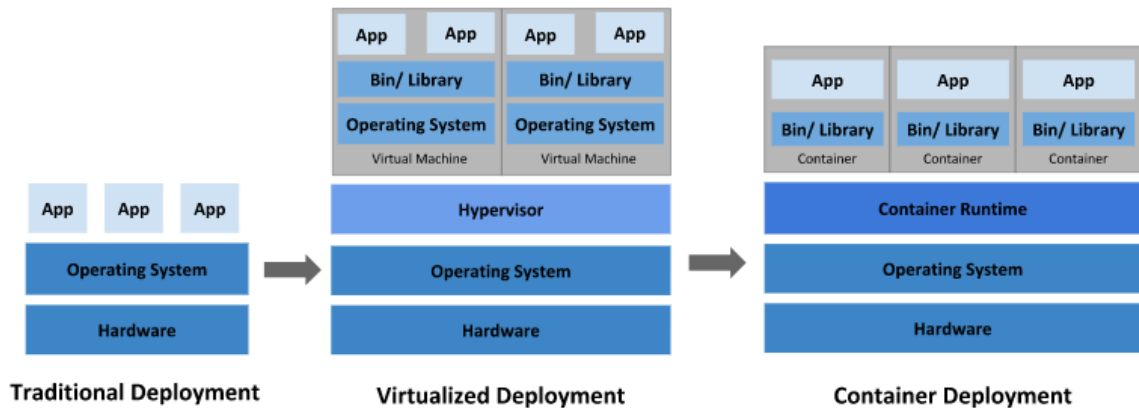 App App App
Operating System
Hardware
Traditional Deployment
App App App App
Bin/ Library Bin/ Library
Operating System Operating System
Virtual Machine Virtual Machine
Hypervisor
Operating System
Hardware
Virtualized Deployment
App App App
Bin/ Library Bin/ Library Bin/ Library
Container Container Container
Container Runtime
Operating System
Hardware
Container Deployment